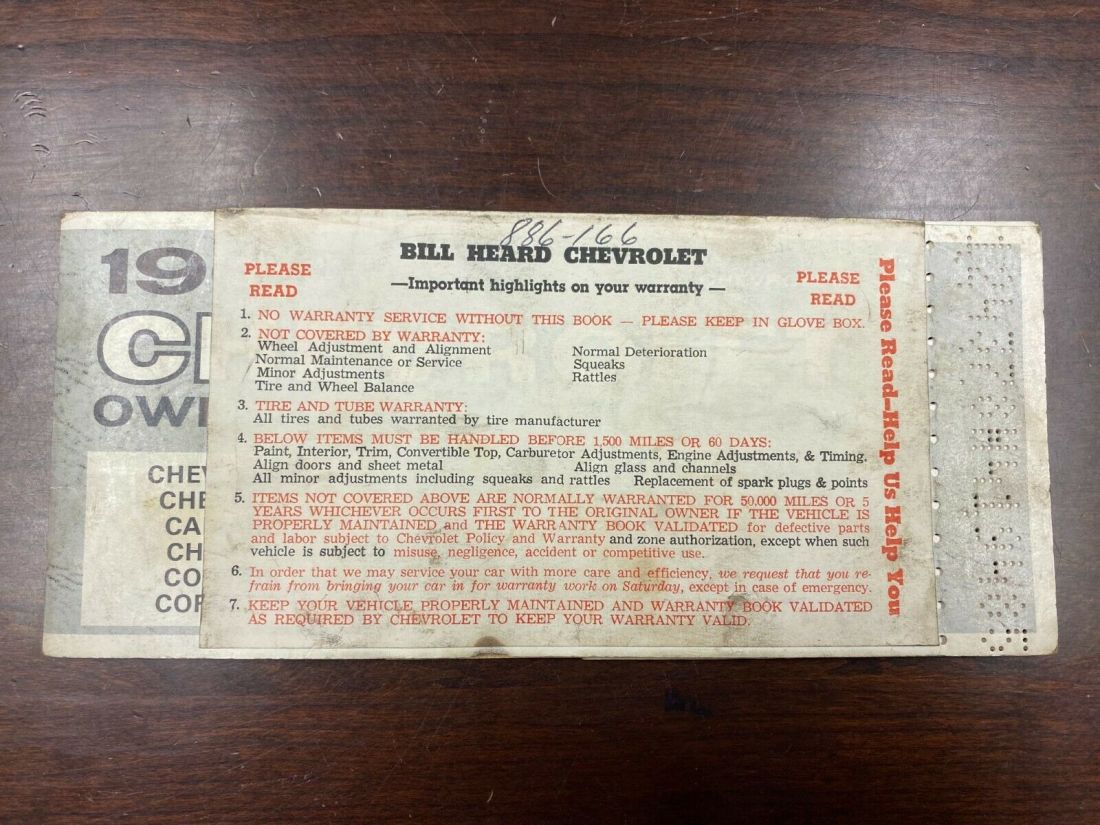 886-166
BILL HEARD CHEVROLET
PLEASE
READ
—Important highlights on your warranty —
PLEASE
READ
1. NO WARRANTY SERVICE WITHOUT THIS BOOK — PLEASE KEEP IN GLOVE BOX.
2. NOT COVERED BY WARRANTY:
Wheel Adjustment and Alignment
Normal Maintenance or Service
Minor Adjustments
Tire and Wheel Balance
Normal Deterioration
Squeaks
Rattles
3. TIRE AND TUBE WARRANTY:
All tires and tubes warranted by tire manufacturer
4. BELOW ITEMS MUST BE HANDLED BEFORE 1,500 MILES OR 60 DAYS:
Paint, Interior, Trim, Convertible Top, Carburetor Adjustments, Engine Adjustments, & Timing.
Align doors and sheet metal Align glass and channels
All minor adjustments including squeaks and rattles Replacement of spark plugs & points
5. ITEMS NOT COVERED ABOVE ARE NORMALLY WARRANTED FOR 50,000 MILES OR 5
YEARS WHICHEVER OCCURS FIRST TO THE ORIGINAL OWNER IF THE VEHICLE IS
PROPERLY MAINTAINED and THE WARRANTY BOOK VALIDATED for defective parts
and labor subject to Chevrolet Policy and Warranty and zone authorization, except when such
vehicle is subject to misuse, negligence, accident or competitive use.
6. In order that we may service your car with more care and efficiency, we request that you re-
frain from bringing your car in for warranty work on Saturday, except in case of emergency.
7. KEEP YOUR VEHICLE PROPERLY MAINTAINED AND WARRANTY BOOK VALIDATED
AS REQUIRED BY CHEVROLET TO KEEP YOUR WARRANTY VALID.
Please Read—Help Us Help You
19
OW
CHEV
CHE
CA
CH
CO